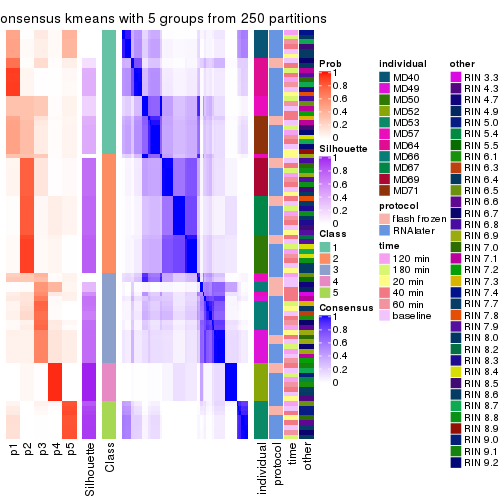 onsensus kmeans with 5 groups from 250 partitions
p1
p2
p3
p4
p5
Silhouette
Class
individual
protocol
time
other
Prob
1
0.8
0.6
0.4
0.2
0
Silhouette
1
0.8
0.6
0.4
0.2
0
Class
1
2
3
4
5
Consensus
1
0.8
0.6
0.4
0.2
0
individual
MD40
MD49
MD50
MD52
MD53
MD57
MD64
MD66
MD67
MD69
MD71
protocol
flash frozen
RNAlater
time
120 min
180 min
20 min
40 min
60 min
baseline
other
RIN 3.3
RIN 4.3
RIN 4.7
RIN 4.9
RIN 5.0
RIN 5.4
RIN 5.5
RIN 6.1
RIN 6.3
RIN 6.4
RIN 6.5
RIN 6.6
RIN 6.7
RIN 6.8
RIN 6.9
RIN 7.0
RIN 7.1
RIN 7.2
RIN 7.3
RIN 7.4
RIN 7.7
RIN 7.8
RIN 7.9
RIN 8.0
RIN 8.1
RIN 8.2
RIN 8.3
RIN 8.4
RIN 8.5
RIN 8.6
RIN 8.7
RIN 8.8
RIN 8.9
RIN 9.0
RIN 9.1
RIN 9.2